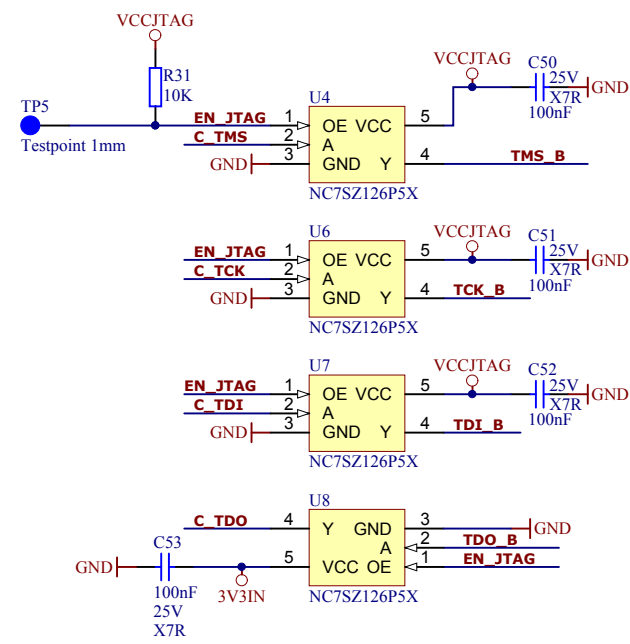 VCCJTAG
R31
10K
TP5
Testpoint 1mm
EN_JTAG 1 OE VCC 5
C_TMS 2 A
GND 3 GND Y 4 TMS_B
U4
NC7SZ126P5X
VCCJTAG
C50
25V
X7R
100nF
GND
U6
EN_JTAG 1 OE VCC 5
C_TCK 2 A
GND 3 GND Y 4 TCK_B
NC7SZ126P5X
VCCJTAG
C51
25V
X7R
100nF
GND
U7
EN_JTAG 1 OE VCC 5
C_TDI 2 A
GND 3 GND Y 4 TDI_B
NC7SZ126P5X
VCCJTAG
C52
25V
X7R
100nF
GND
U8
C_TDO 4 Y GND 3 GND
A 2 TDO_B
5 VCC OE 1 EN_JTAG
NC7SZ126P5X
GND
C53
100nF
25V
X7R
3V3IN